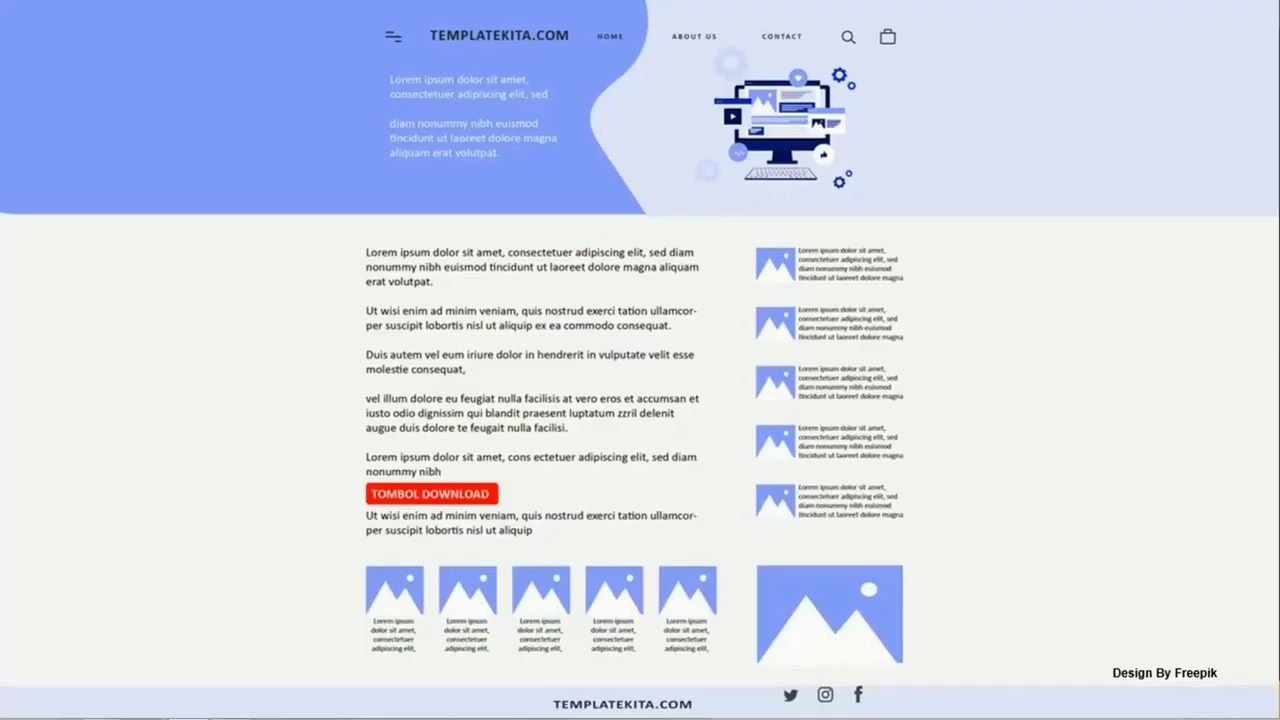 TEMPLATEKITA.COM
HOME
ABOUT US
CONTACT
Lorem ipsum dolor sit amet,
consectetuer adipiscing elit, sed
diam nonummy nibh euismod
tincidunt ut laoreet dolore magna
aliquam erat volutpat.
Lorem ipsum dolor sit amet, consectetuer adipiscing elit, sed diam
nonummy nibh euismod tincidunt ut laoreet dolore magna aliquam
erat volutpat.
Ut wisi enim ad minim veniam, quis nostrud exerci tation ullamcor-
per suscipit lobortis nisl ut aliquip ex ea commodo consequat.
Duis autem vel eum iriure dolor in hendrerit in vulputate velit esse
molestie consequat,
vel illum dolore eu feugiat nulla facilisis at vero eros et accumsan et
iusto odio dignissim qui blandit praesent luptatum zzril delenit
augue duis dolore te feugait nulla facilisi.
Lorem ipsum dolor sit amet, cons ectetuer adipiscing elit, sed diam
nonummy nibh
TOMBOL DOWNLOAD
Ut wisi enim ad minim veniam, quis nostrud exerci tation ullamcor-
per suscipit lobortis nisl ut aliquip
Lorem ipsum dolor sit amet,
consectetuer adipiscing elit, sed
diam nonummy nibh euismod
tincidunt ut laoreet dolore magna
Lorem ipsum dolor sit amet,
consectetuer adipiscing elit, sed
diam nonummy nibh euismod
tincidunt ut laoreet dolore magna
Lorem ipsum dolor sit amet,
consectetuer adipiscing elit, sed
diam nonummy nibh euismod
tincidunt ut laoreet dolore magna
Lorem ipsum dolor sit amet,
consectetuer adipiscing elit, sed
diam nonummy nibh euismod
tincidunt ut laoreet dolore magna
Lorem ipsum dolor sit amet,
consectetuer adipiscing elit, sed
diam nonummy nibh euismod
tincidunt ut laoreet dolore magna
Lorem ipsum
dolor sit amet,
consectetuer
adipiscing elit,
Lorem ipsum
dolor sit amet,
consectetuer
adipiscing elit,
Lorem ipsum
dolor sit amet,
consectetuer
adipiscing elit,
Lorem ipsum
dolor sit amet,
consectetuer
adipiscing elit,
Lorem ipsum
dolor sit amet,
consectetuer
adipiscing elit,
Design By Freepik
TEMPLATEKITA.COM